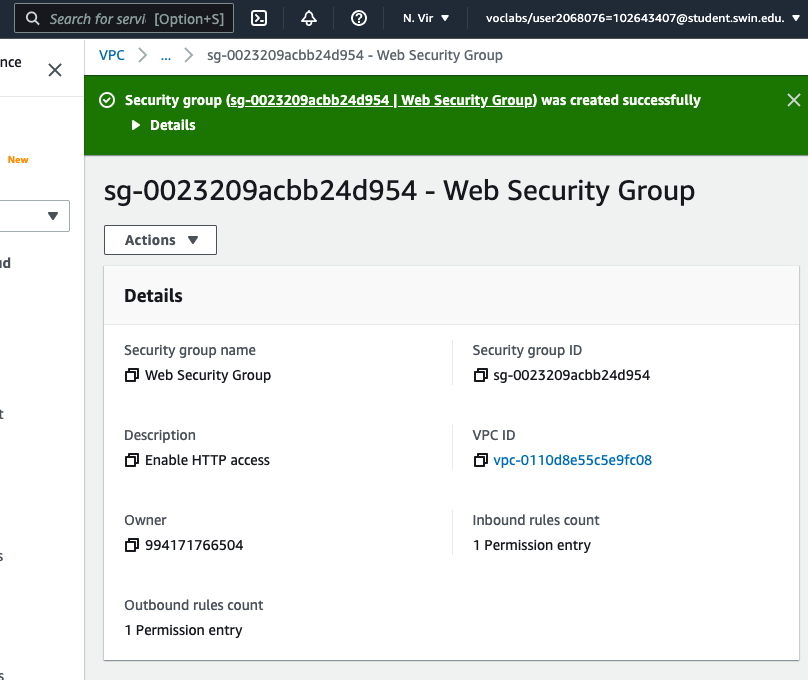 Search for servi [Option+S]
N. Vir
voclabs/user2068076=102643407@student.swin.edu.
nce
VPC
...
sg-0023209acbb24d954 - Web Security Group
Security group (sg-0023209acbb24d954 | Web Security Group) was created successfully
Details
New
sg-0023209acbb24d954 - Web Security Group
Actions
Details
Security group name
Web Security Group
Security group ID
sg-0023209acbb24d954
Description
Enable HTTP access
VPC ID
vpc-0110d8e55c5e9fc08
Owner
994171766504
Inbound rules count
1 Permission entry
Outbound rules count
1 Permission entry